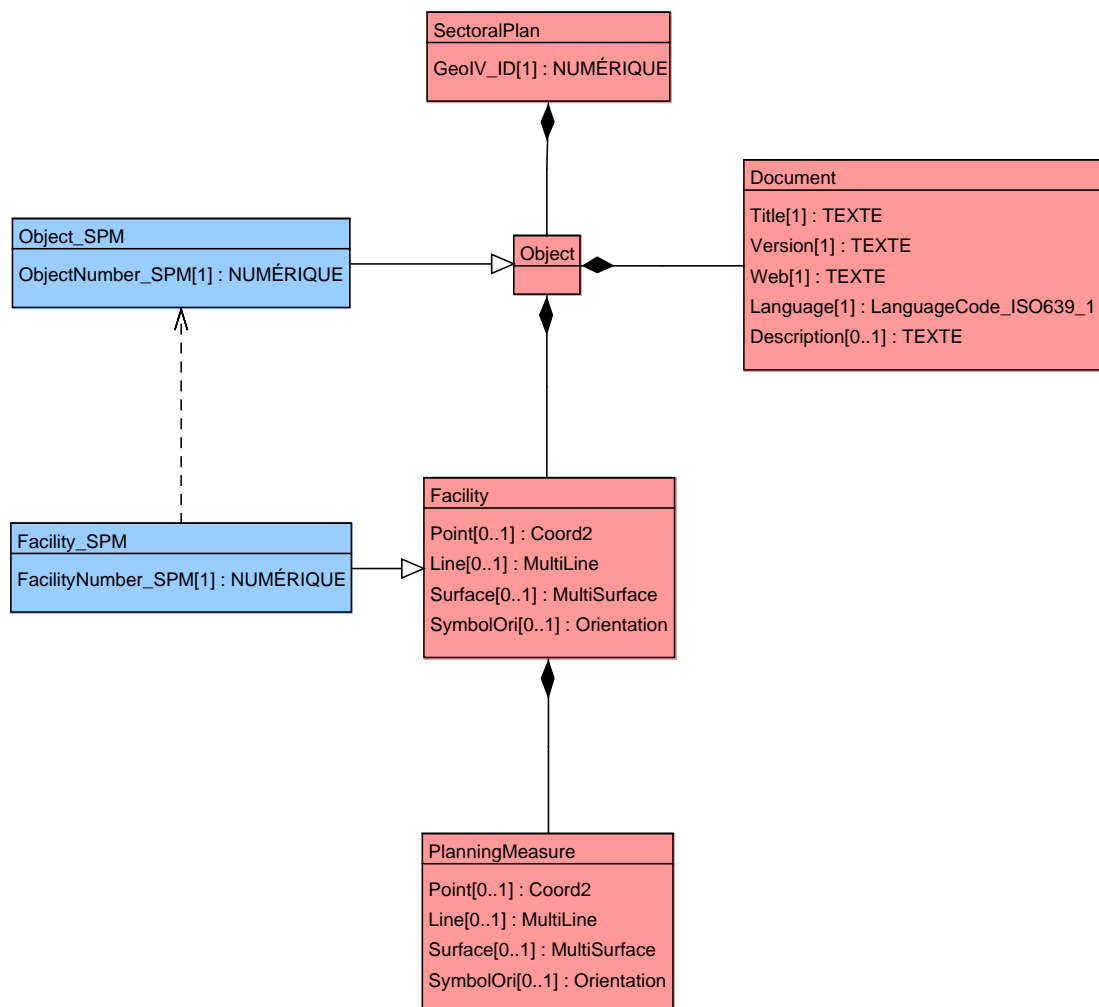 SectoralPlan
GeoIV_ID[1] : NUMÉRIQUE
Document
Title[1] : TEXTE
Version[1] : TEXTE
Web[1] : TEXTE
Language[1] : LanguageCode_ISO639_1
Description[0..1] : TEXTE
Object_SPM
ObjectNumber_SPM[1] : NUMÉRIQUE
Object
Facility
Point[0..1] : Coord2
Line[0..1] : MultiLine
Surface[0..1] : MultiSurface
SymbolOri[0..1] : Orientation
Facility_SPM
FacilityNumber_SPM[1] : NUMÉRIQUE
PlanningMeasure
Point[0..1] : Coord2
Line[0..1] : MultiLine
Surface[0..1] : MultiSurface
SymbolOri[0..1] : Orientation